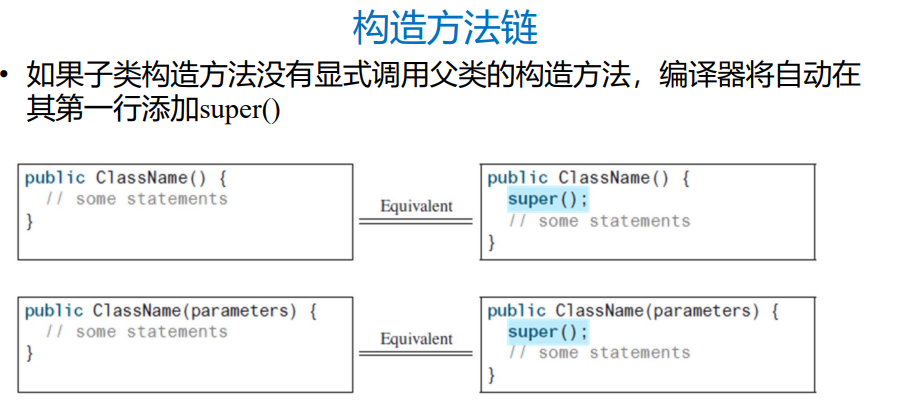 构造方法链
• 如果子类构造方法没有显式调用父类的构造方法，编译器将自动在
其第一行添加super()
public ClassName() {
// some statements
}
Equivalent
public ClassName() {
super();
// some statements
}
public ClassName(parameters) {
// some statements
}
Equivalent
public ClassName(parameters) {
super();
// some statements
}